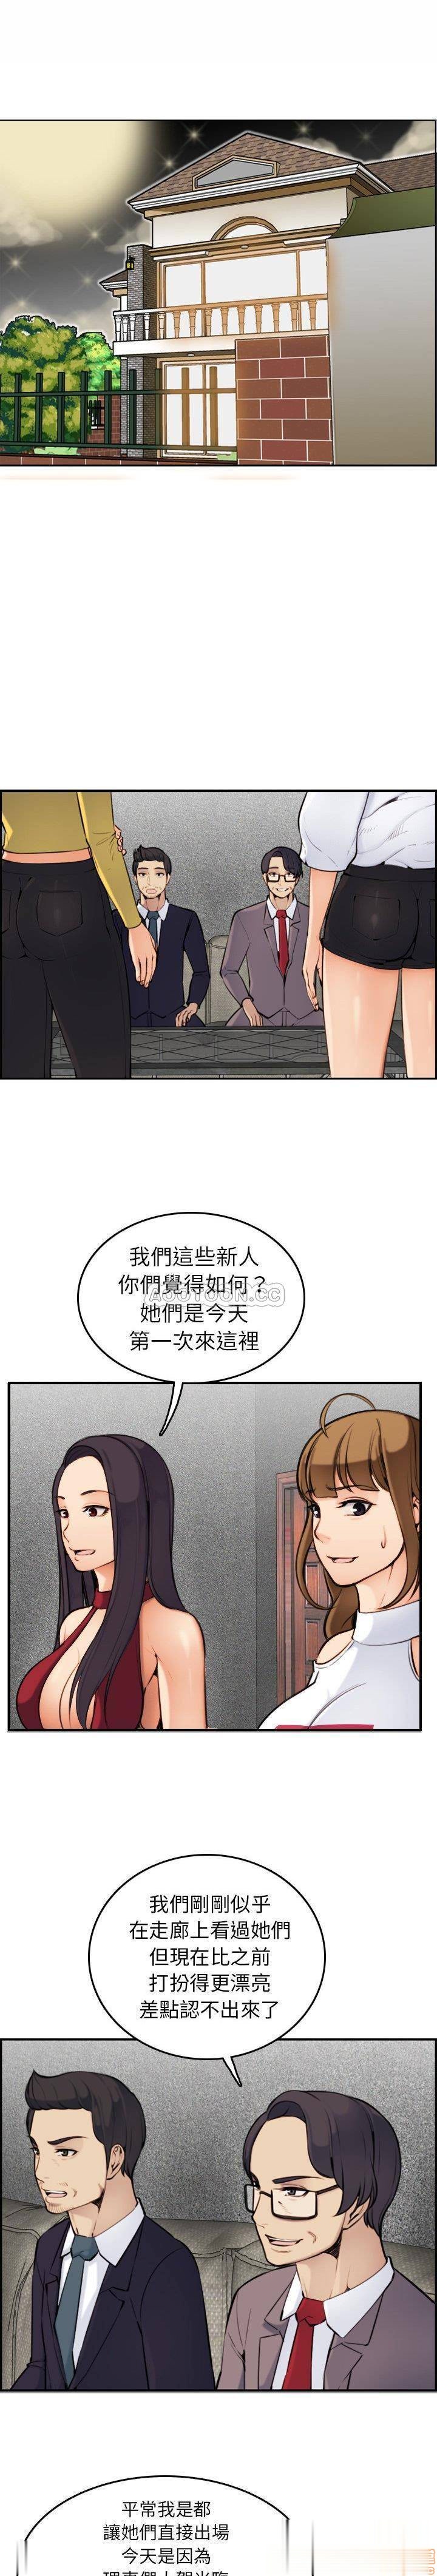 我們這些新人
你們覺得如何？
她們是今天
第一次來這裡
AOOTOON.CC
我們剛剛似乎
在走廊上看過她們
但現在比之前
打扮得更漂亮
差點認不出來了
平常我是都
讓她們直接出場
今天是因為